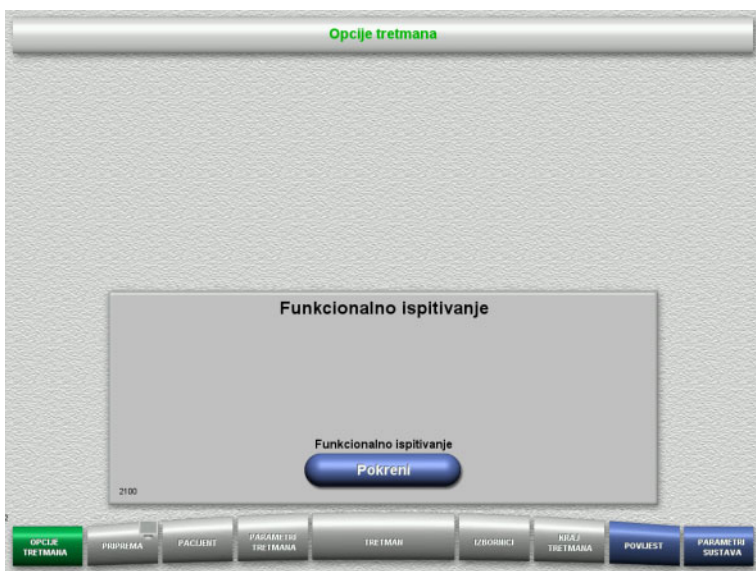 Opcije tretmana
Funkcionalno ispitivanje
Funkcionalno ispitivanje
Pokreni
2100
OPCIJE
TRETMANA
PRIPREMA
PACIJENT
PARAMETRI
TRETMANA
TRETMAN
IZBORNICI
KRAJ
TRETMANA
POVIJEST
PARAMETRI
SUSTAVA